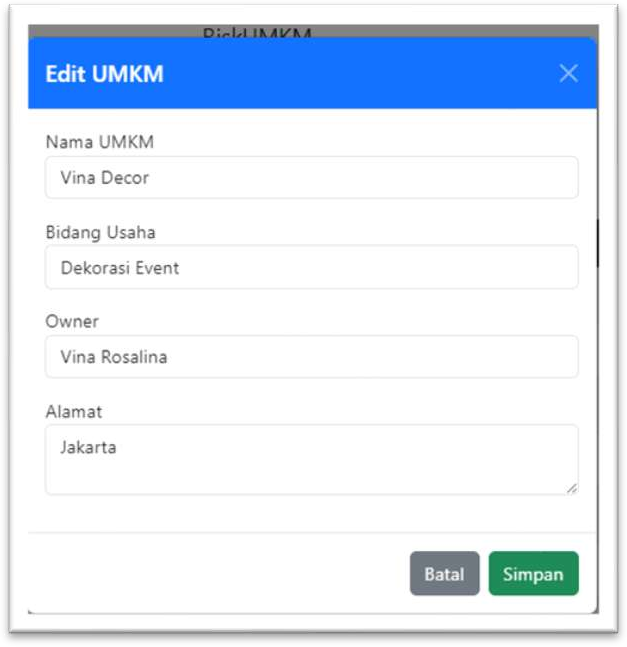 Edit UMKM
Nama UMKM
Vina Decor
Bidang Usaha
Dekorasi Event
Owner
Vina Rosalina
Alamat
Jakarta
Batal
Simpan